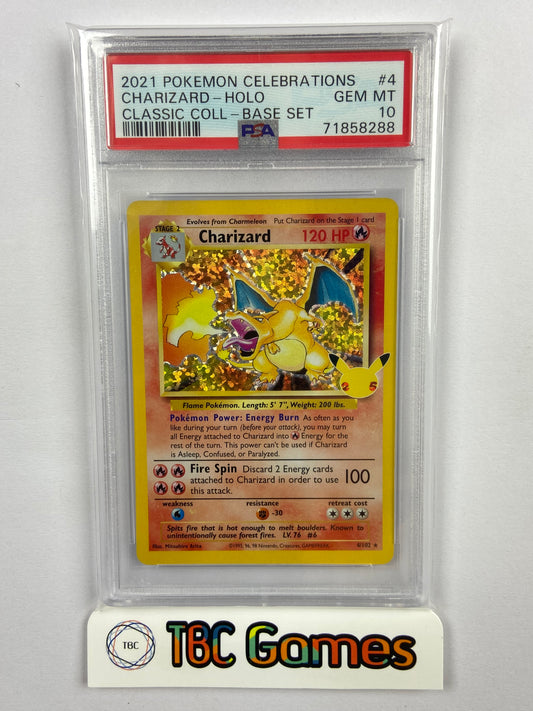 2021 POKEMON CELEBRATIONS #4
CHARIZARD-HOLO GEM MT
CLASSIC COLL-BASE SET 10
PSA 71858288
Evolves from Charmeleon Put Charizard on the Stage 1 card
STAGE 2
Charizard 120 HP
25
Flame Pokémon. Length: 5' 7", Weight: 200 lbs.
Pokémon Power: Energy Burn As often as you
like during your turn (before your attack), you may turn
all Energy attached to Charizard into Energy for the
rest of the turn. This power can't be used if Charizard
is Asleep, Confused, or Paralyzed.
Fire Spin Discard 2 Energy cards
attached to Charizard in order to use 100
this attack.
weakness resistance retreat cost
-30
Spits fire that is hot enough to melt boulders. Known to
unintentionally cause forest fires. LV. 76 #6
Illus. Mitsuhiro Arita ©1995, 96, 98 Nintendo, Creatures, GAMEFREAK. 4/102 ★
TBC TBC Games